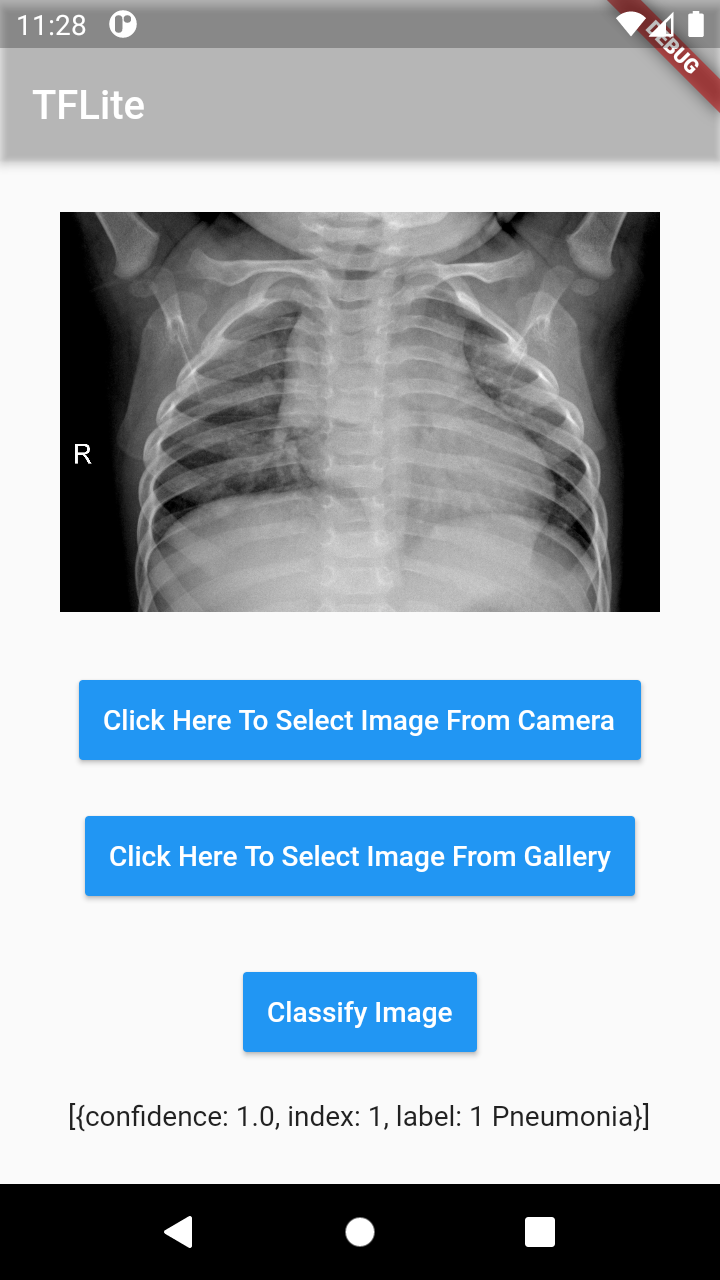 11:28
DEBUG
TFLite
R
Click Here To Select Image From Camera
Click Here To Select Image From Gallery
Classify Image
[{confidence: 1.0, index: 1, label: 1 Pneumonia}]